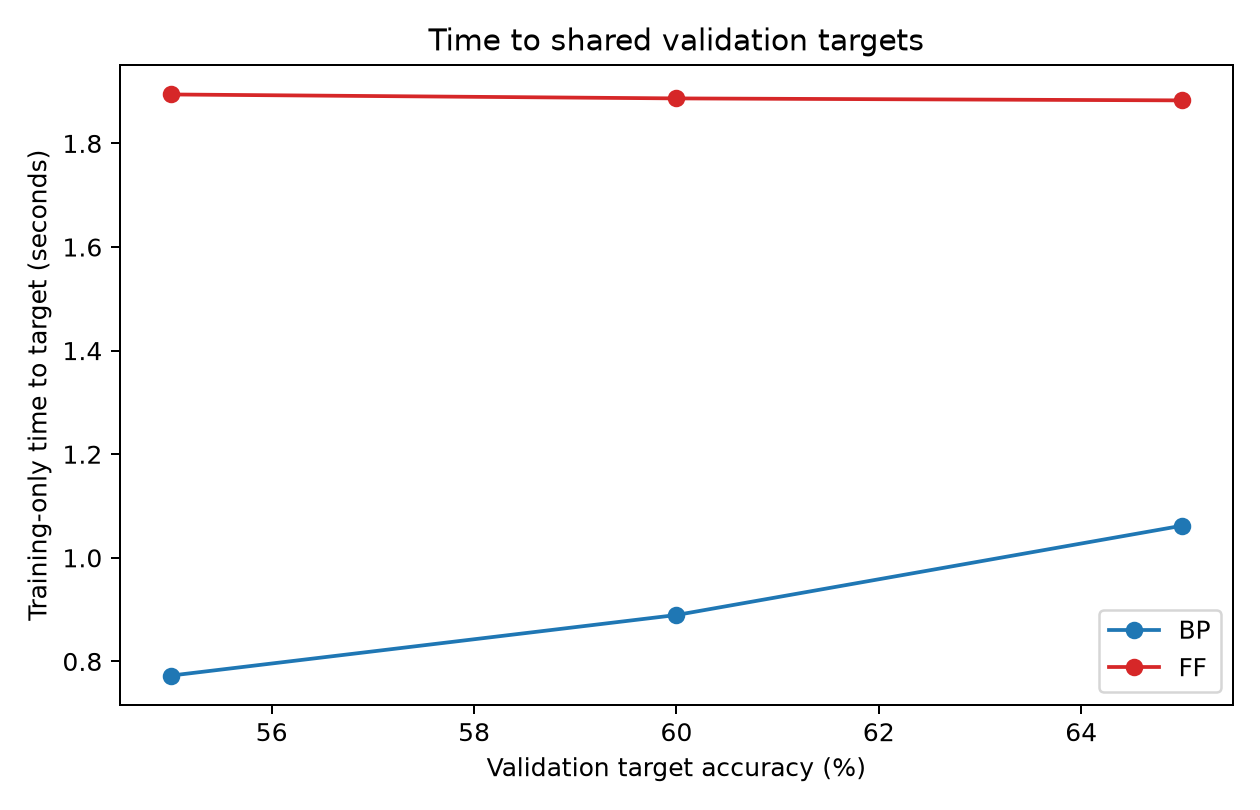 Time to shared validation targets
Training-only time to target (seconds)
1.8
1.6
1.4
1.2
1.0
0.8
56
58
60
62
64
Validation target accuracy (%)
BP
FF